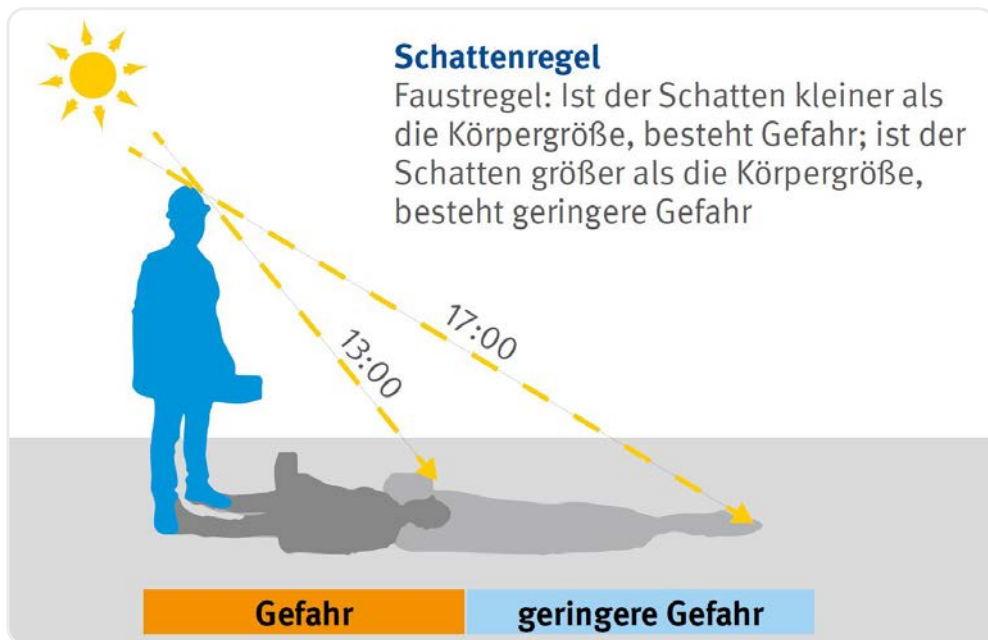 Schattenregel
Faustregel: Ist der Schatten kleiner als
die Körpergröße, besteht Gefahr; ist der
Schatten größer als die Körpergröße,
besteht geringere Gefahr
17:00
13:00
Gefahr
geringere Gefahr